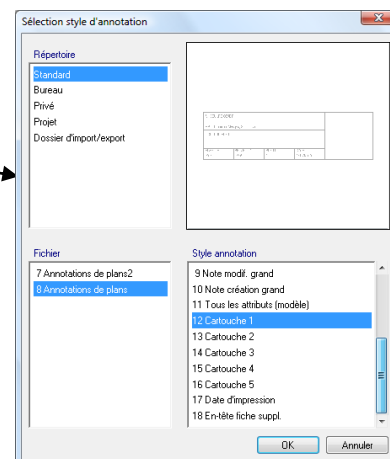 Sélection style d'annotation
Répertoire
Standard
Bureau
Privé
Projet
Dossier d'import/export
Fichier
7 Annotations de plans2
8 Annotations de plans
Style annotation
9 Note modif. grand
10 Note création grand
11 Tous les attributs (modèle)
12 Cartouche 1
13 Cartouche 2
14 Cartouche 3
15 Cartouche 4
16 Cartouche 5
17 Date d'impression
18 En-tête fiche suppl.
OK
Annuler